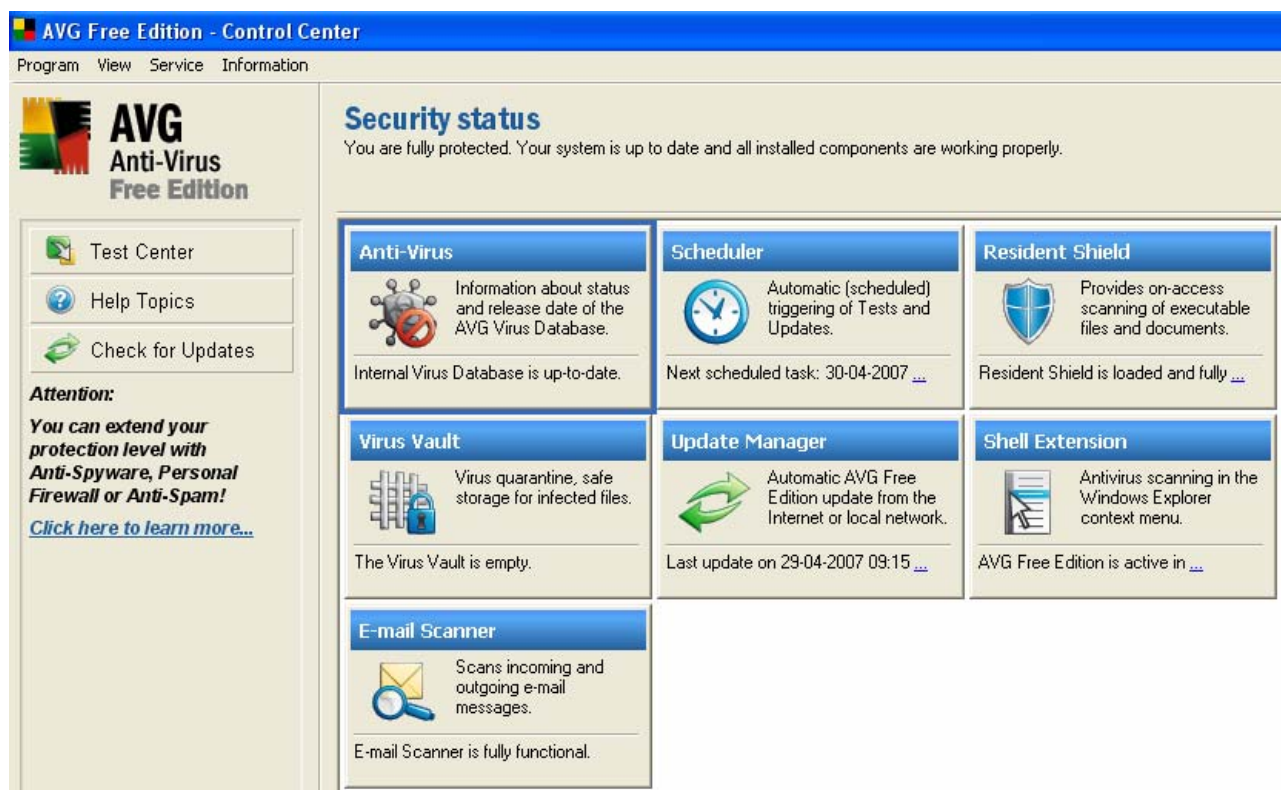 AVG Free Edition - Control Center
Program View Service Information
AVG
Anti-Virus
Free Edition
Test Center
Help Topics
Check for Updates
Attention:
You can extend your
protection level with
Anti-Spyware, Personal
Firewall or Anti-Spam!
Click here to learn more...
Security status
You are fully protected. Your system is up to date and all installed components are working properly.
Anti-Virus
Information about status
and release date of the
AVG Virus Database.
Internal Virus Database is up-to-date.
Scheduler
Automatic (scheduled)
triggering of Tests and
Updates.
Next scheduled task: 30-04-2007 ...
Resident Shield
Provides on-access
scanning of executable
files and documents.
Resident Shield is loaded and fully ...
Virus Vault
Virus quarantine, safe
storage for infected files.
The Virus Vault is empty.
Update Manager
Automatic AVG Free
Edition update from the
Internet or local network.
Last update on 29-04-2007 09:15 ...
Shell Extension
Antivirus scanning in the
Windows Explorer
context menu.
AVG Free Edition is active in ...
E-mail Scanner
Scans incoming and
outgoing e-mail
messages.
E-mail Scanner is fully functional.